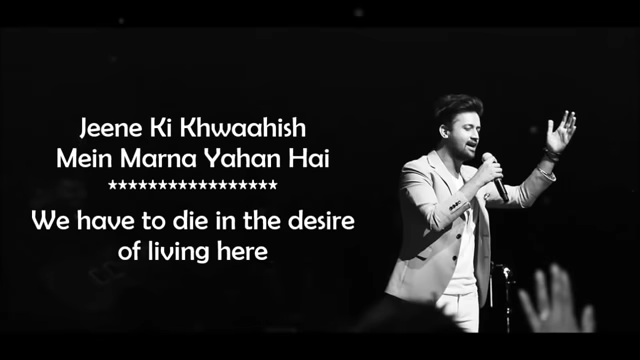 Jeene Ki Khwaahish
Mein Marna Yahan Hai
*****************
We have to die in the desire
of living here